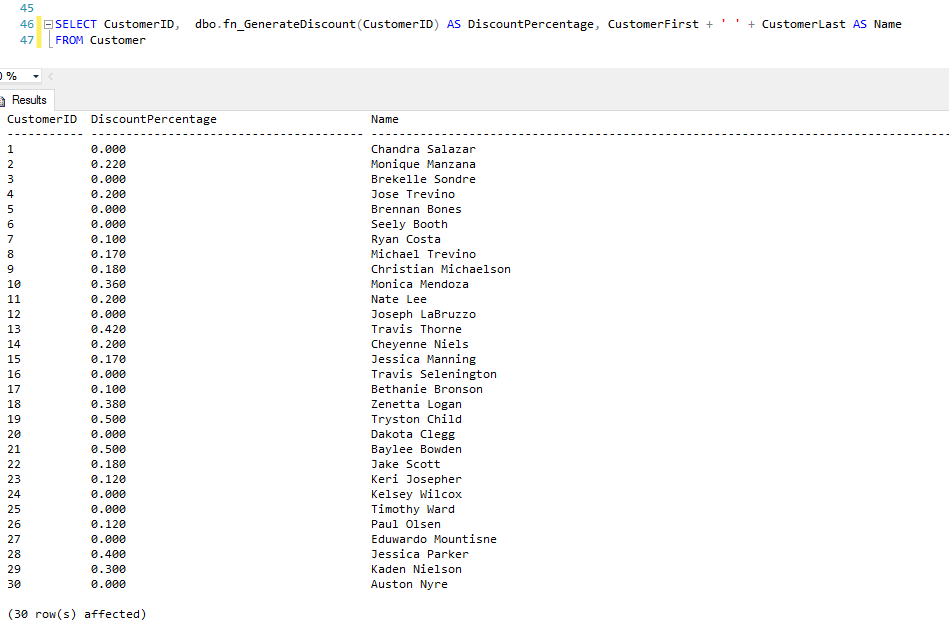 45
46 SELECT CustomerID,  dbo.fn_GenerateDiscount(CustomerID) AS DiscountPercentage, CustomerFirst + ' ' + CustomerLast AS Name
47 FROM Customer
0 %
Results
CustomerID DiscountPercentage Name
----------- --------------------------------------- -----------------------------------------------------------------------------------
1 0.000 Chandra Salazar
2 0.220 Monique Manzana
3 0.000 Brekelle Sondre
4 0.200 Jose Trevino
5 0.000 Brennan Bones
6 0.000 Seely Booth
7 0.100 Ryan Costa
8 0.170 Michael Trevino
9 0.180 Christian Michaelson
10 0.360 Monica Mendoza
11 0.200 Nate Lee
12 0.000 Joseph LaBruzzo
13 0.420 Travis Thorne
14 0.200 Cheyenne Niels
15 0.170 Jessica Manning
16 0.000 Travis Selenington
17 0.100 Bethanie Bronson
18 0.380 Zenetta Logan
19 0.500 Tryston Child
20 0.000 Dakota Clegg
21 0.500 Baylee Bowden
22 0.180 Jake Scott
23 0.120 Keri Josepher
24 0.000 Kelsey Wilcox
25 0.000 Timothy Ward
26 0.120 Paul Olsen
27 0.000 Eduwardo Mountisne
28 0.400 Jessica Parker
29 0.300 Kaden Nielson
30 0.000 Auston Nyre
(30 row(s) affected)